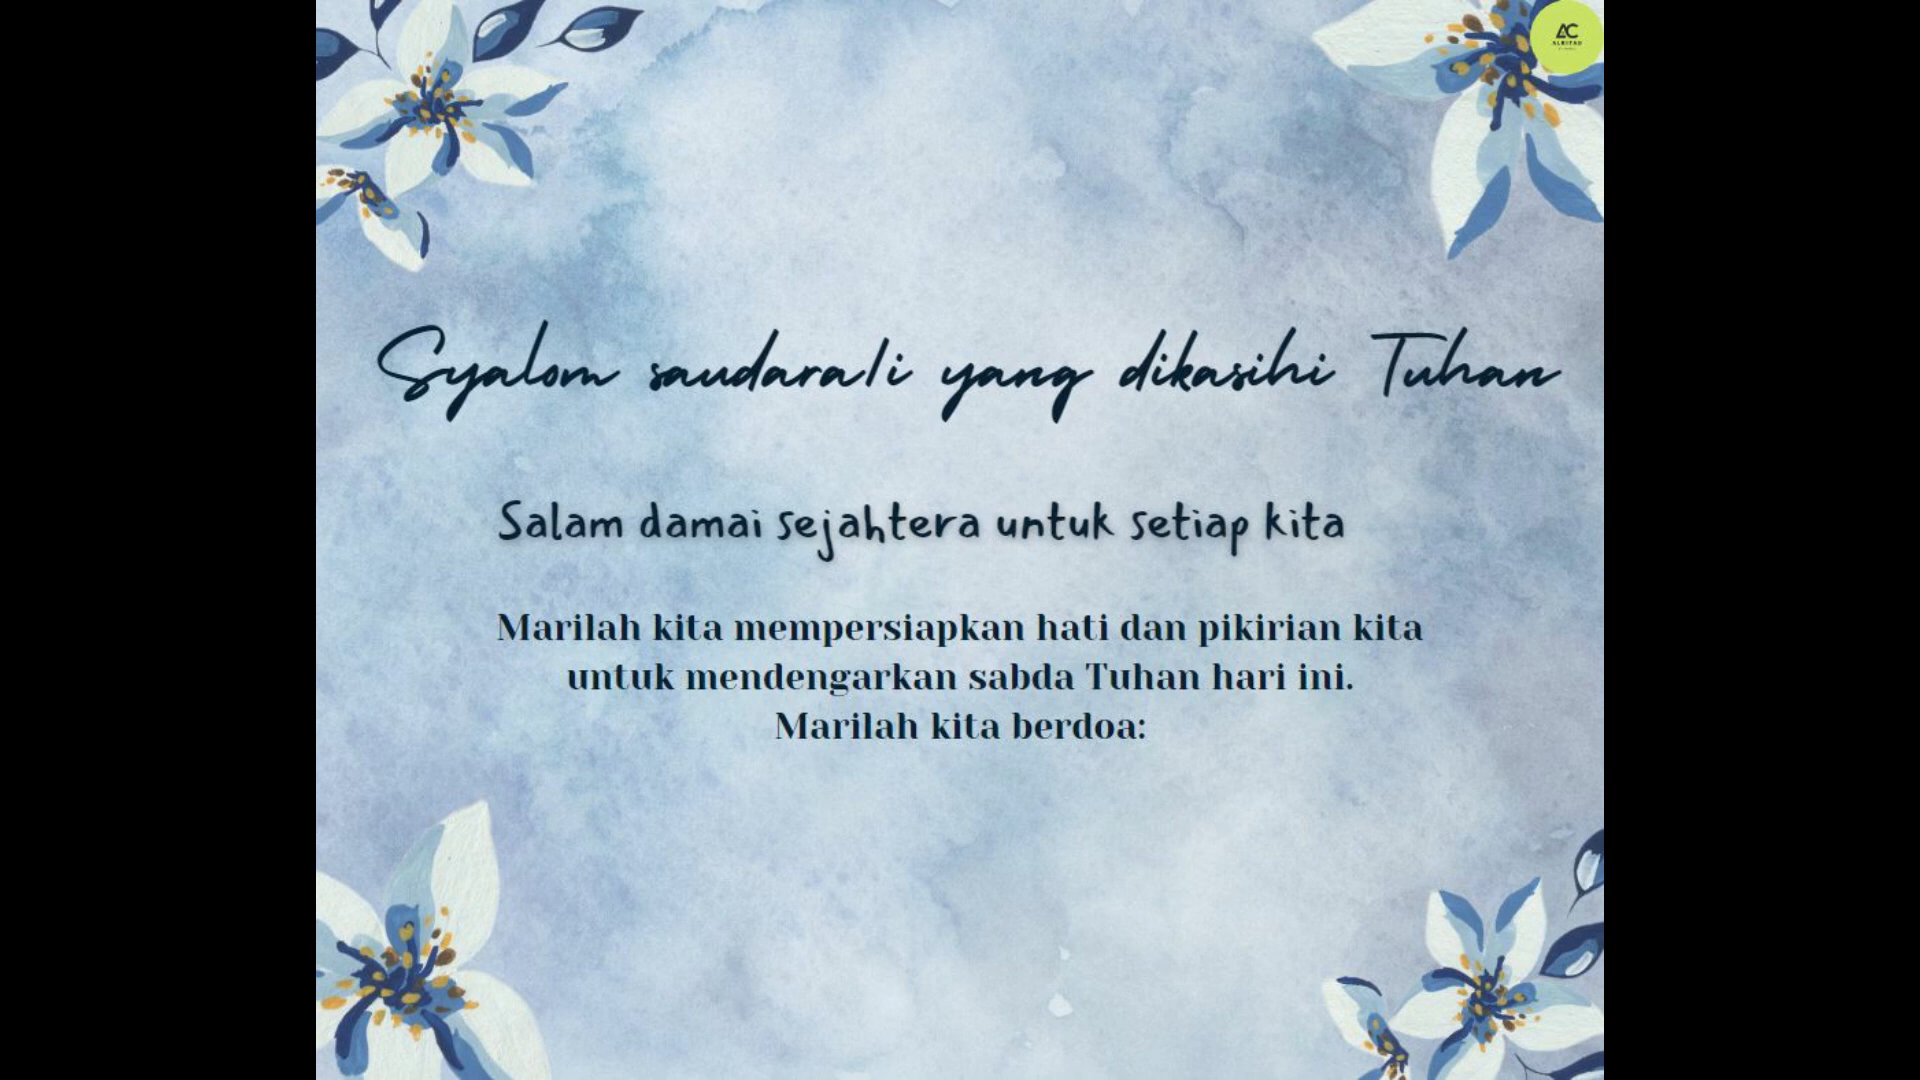 AC
ALRITAU
Syalom saudara/i yang dikasihi Tuhan
Salam damai sejahtera untuk setiap kita
Marilah kita mempersiapkan hati dan pikirian kita
untuk mendengarkan sabda Tuhan hari ini.
Marilah kita berdoa: